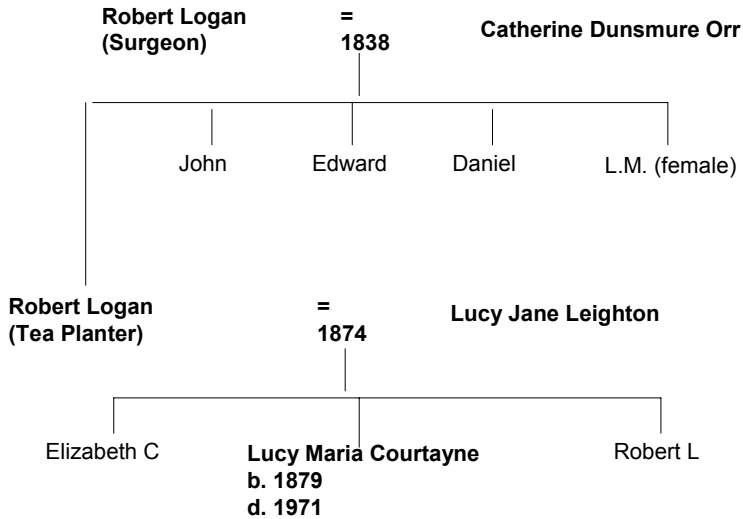 Robert Logan = Catherine Dunsmure Orr
(Surgeon) 1838
John Edward Daniel L.M. (female)
Robert Logan = Lucy Jane Leighton
(Tea Planter) 1874
Elizabeth C Lucy Maria Courtayne Robert L
b. 1879
d. 1971